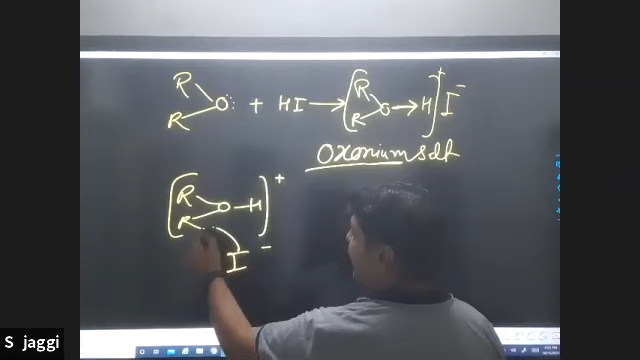 R
R O: + HI → [R R O → H]⁺ I⁻
Oxonium salt
[R R O—H]⁺
I⁻
S jaggi